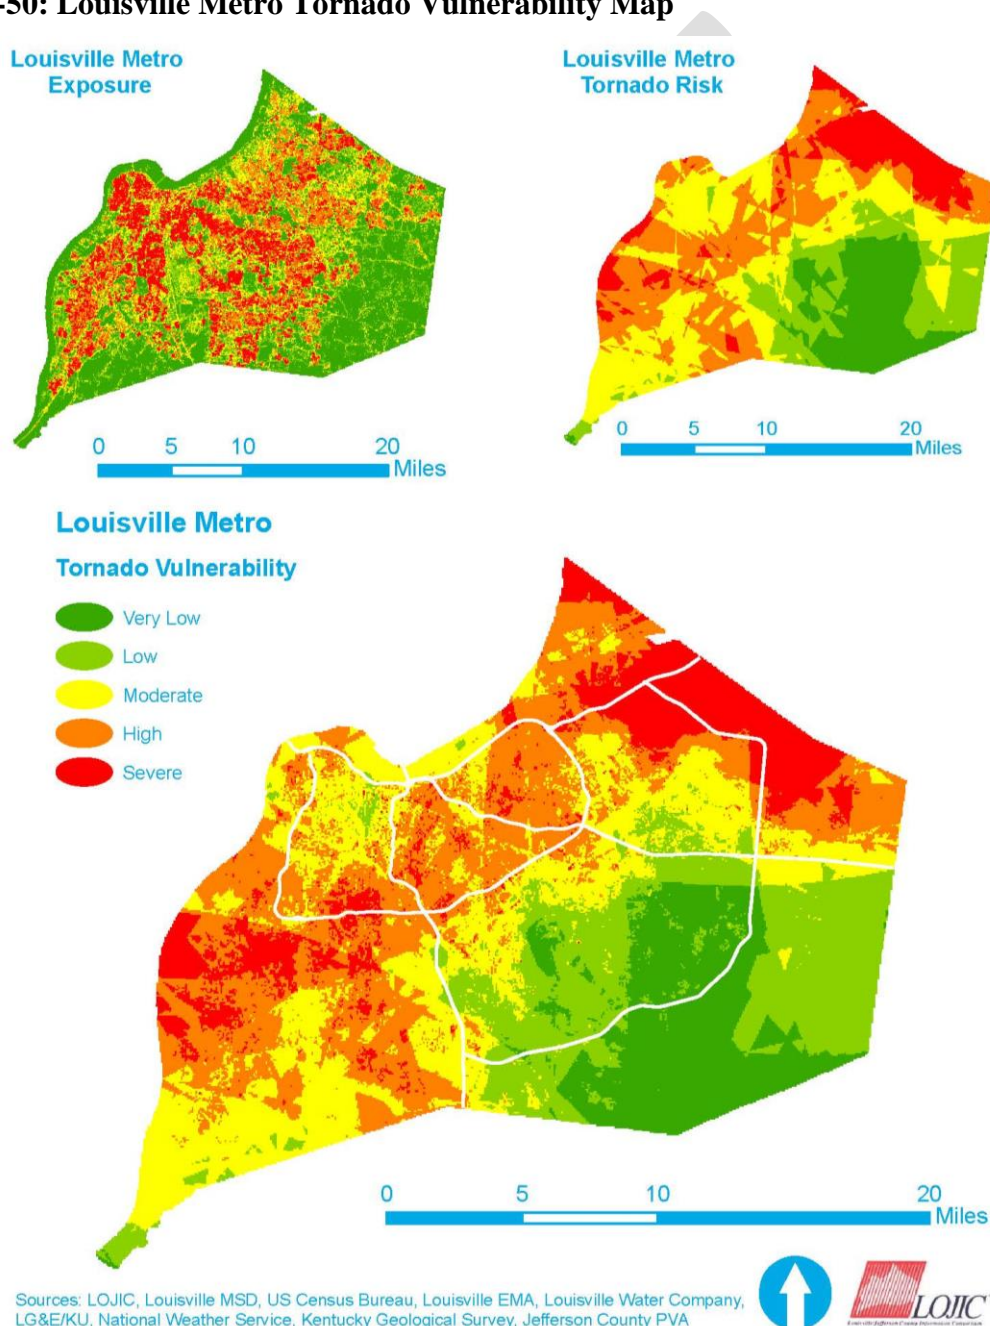 -50: Louisville Metro Tornado Vulnerability Map
Louisville Metro
Exposure
Louisville Metro
Tornado Risk
0 5 10 20
Miles
0 5 10 20
Miles
Louisville Metro
Tornado Vulnerability
Very Low
Low
Moderate
High
Severe
0 5 10 20
Miles
Sources: LOJIC, Louisville MSD, US Census Bureau, Louisville EMA, Louisville Water Company,
LG&E/KU, National Weather Service, Kentucky Geological Survey, Jefferson County PVA
LOJIC